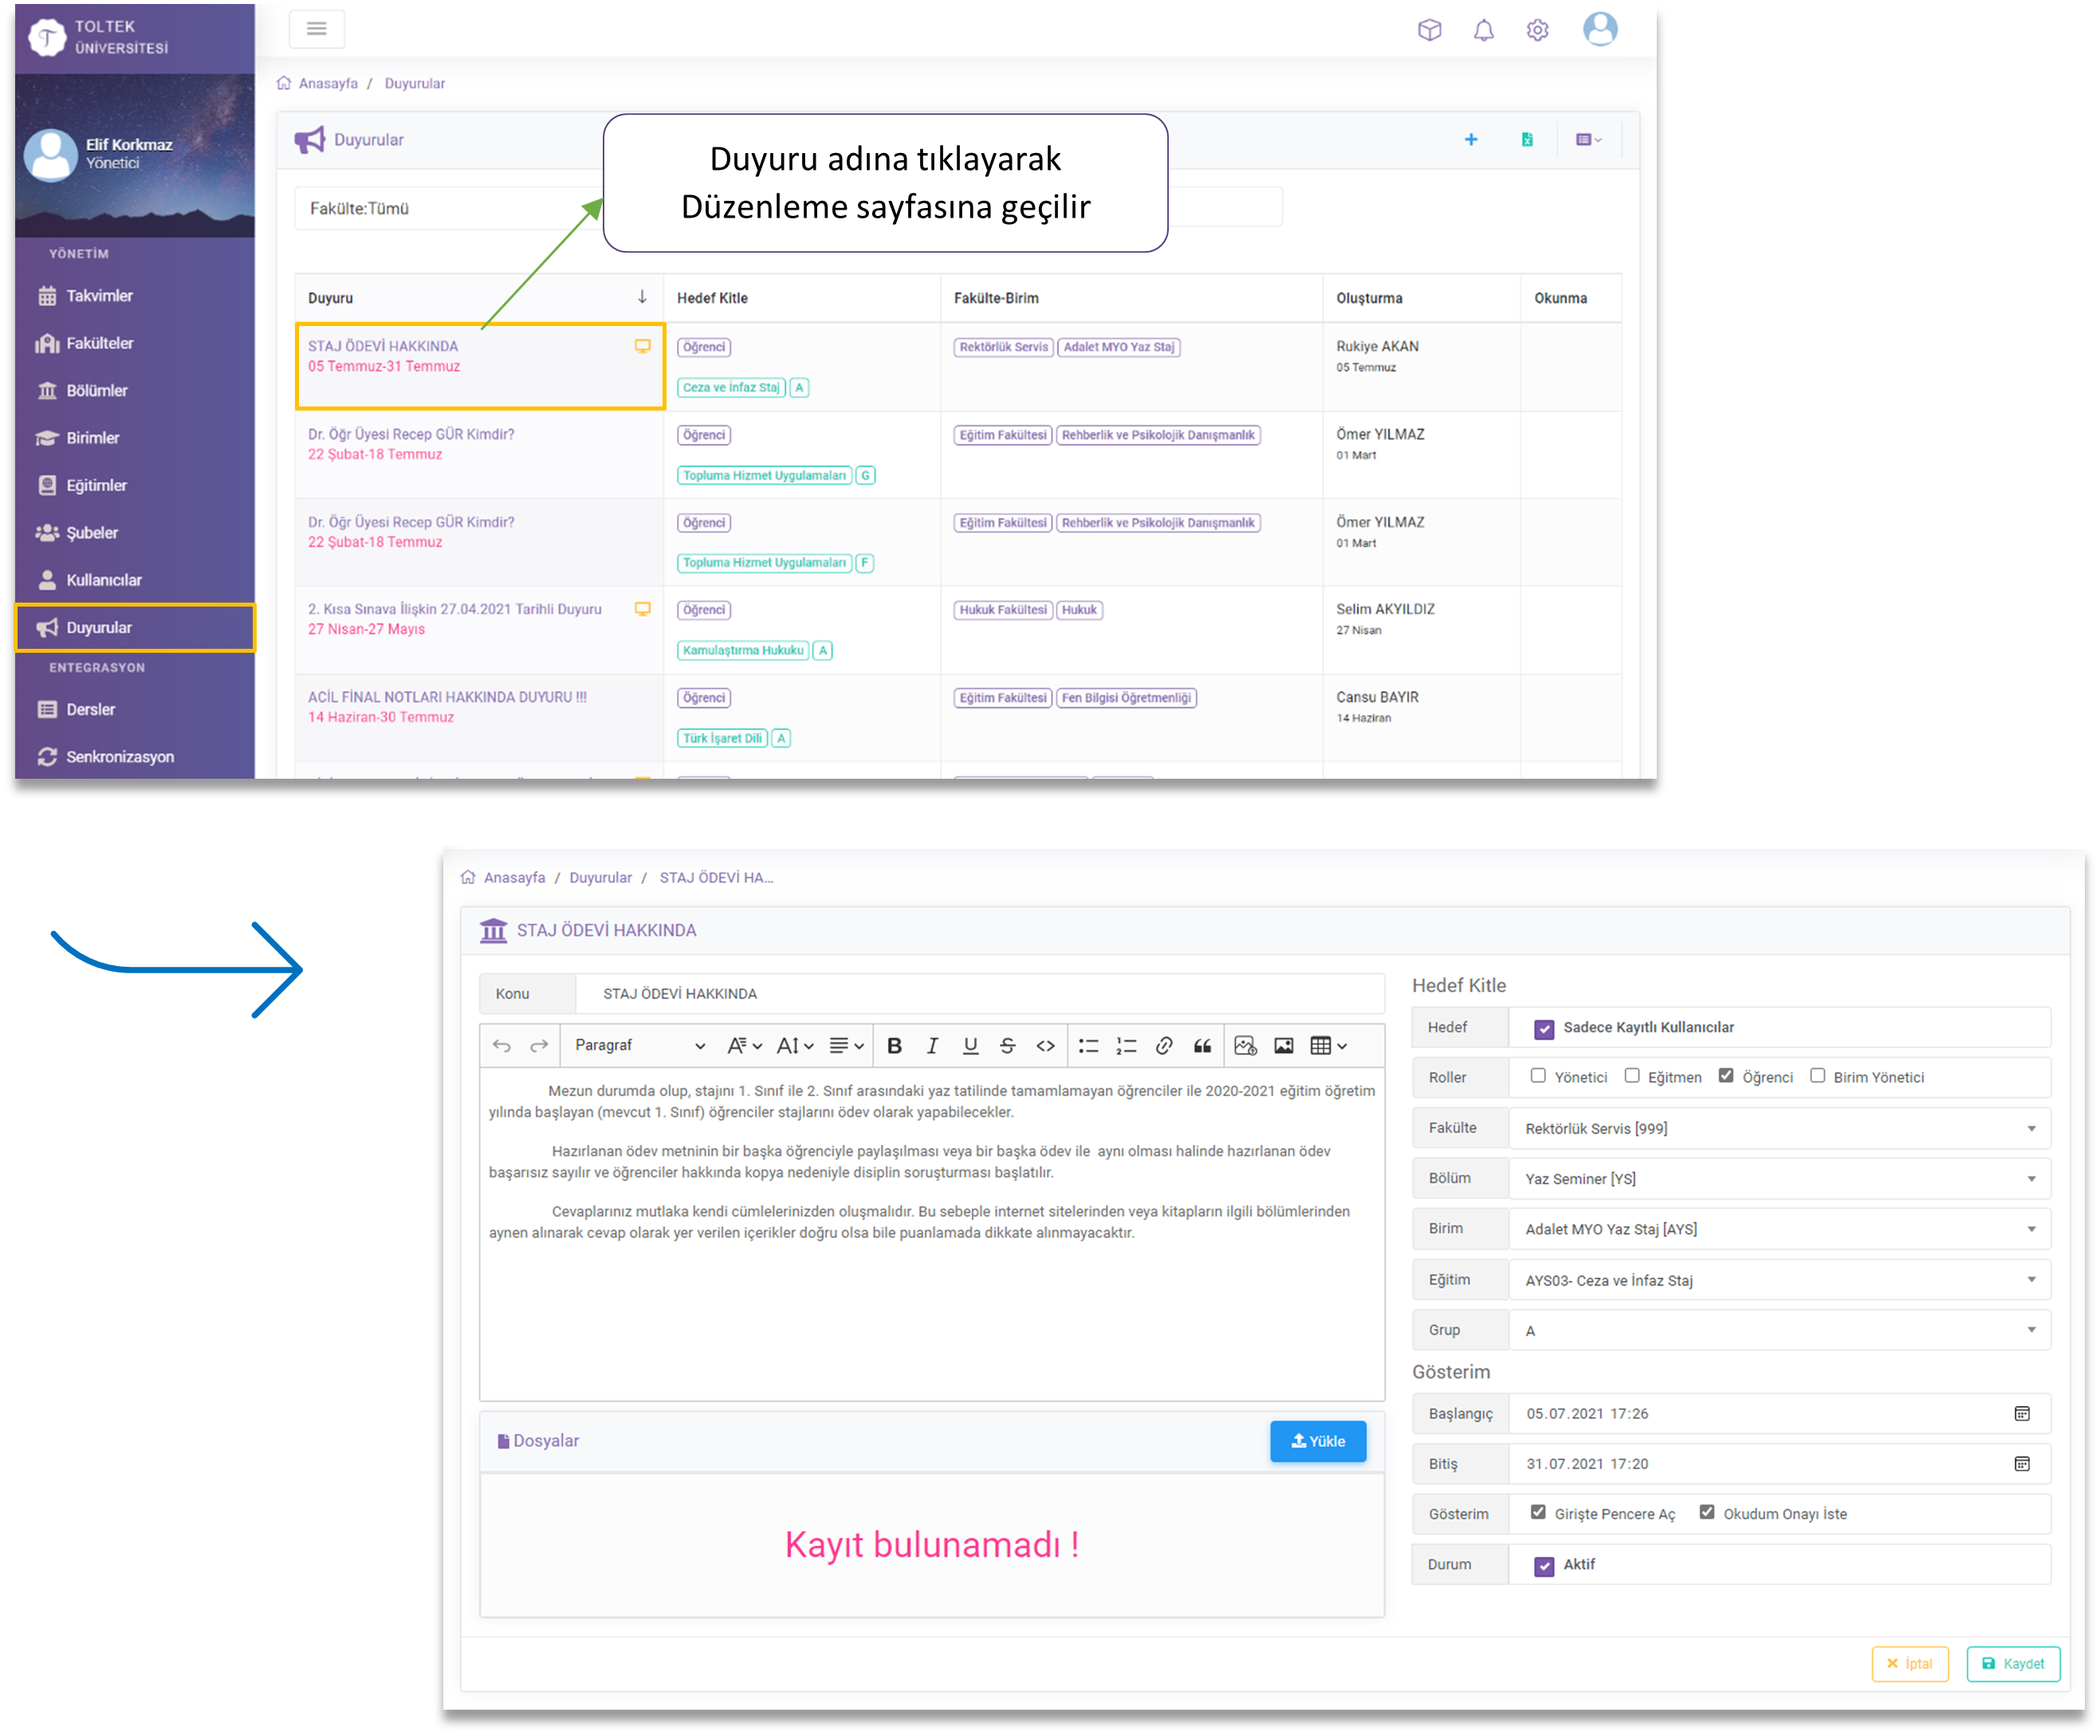 TOLTEK
ÜNİVERSİTESİ
Elif Korkmaz
Yönetici
YÖNETİM
Takvimler
Fakülteler
Bölümler
Birimler
Eğitimler
Şubeler
Kullanıcılar
Duyurular
ENTEGRASYON
Dersler
Senkronizasyon
Anasayfa / Duyurular
Duyurular
Duyuru adına tıklayarak
Düzenleme sayfasına geçilir
Fakülte:Tümü
Duyuru Hedef Kitle Fakülte-Birim Oluşturma Okunma
STAJ ÖDEVİ HAKKINDA Öğrenci Rektörlük Servis Adalet MYO Yaz Staj Rukiye AKAN
05 Temmuz-31 Temmuz 05 Temmuz
Ceza ve İnfaz Staj A
Dr. Öğr Üyesi Recep GÜR Kimdir? Öğrenci Eğitim Fakültesi Rehberlik ve Psikolojik Danışmanlık Ömer YILMAZ
22 Şubat-18 Temmuz 01 Mart
Topluma Hizmet Uygulamaları G
Dr. Öğr Üyesi Recep GÜR Kimdir? Öğrenci Eğitim Fakültesi Rehberlik ve Psikolojik Danışmanlık Ömer YILMAZ
22 Şubat-18 Temmuz 01 Mart
Topluma Hizmet Uygulamaları F
2. Kısa Sınava İlişkin 27.04.2021 Tarihli Duyuru Öğrenci Hukuk Fakültesi Hukuk Selim AKYILDIZ
27 Nisan-27 Mayıs 27 Nisan
Kamulaştırma Hukuku A
ACİL FİNAL NOTLARI HAKKINDA DUYURU !!! Öğrenci Eğitim Fakültesi Fen Bilgisi Öğretmenliği Cansu BAYIR
14 Haziran-30 Temmuz 14 Haziran
Türk İşaret Dili A
Anasayfa / Duyurular / STAJ ÖDEVİ HA...
STAJ ÖDEVİ HAKKINDA
Konu STAJ ÖDEVİ HAKKINDA
Paragraf
Mezun durumda olup, stajını 1. Sınıf ile 2. Sınıf arasındaki yaz tatilinde tamamlamayan öğrenciler ile 2020-2021 eğitim öğretim
yılında başlayan (mevcut 1. Sınıf) öğrenciler stajlarını ödev olarak yapabilecekler.
Hazırlanan ödev metninin bir başka öğrenciyle paylaşılması veya bir başka ödev ile aynı olması halinde hazırlanan ödev
başarısız sayılır ve öğrenciler hakkında kopya nedeniyle disiplin soruşturması başlatılır.
Cevaplarınız mutlaka kendi cümlelerinizden oluşmalıdır. Bu sebeple internet sitelerinden veya kitapların ilgili bölümlerinden
aynen alınarak cevap olarak yer verilen içerikler doğru olsa bile puanlamada dikkate alınmayacaktır.
Dosyalar Yükle
Kayıt bulunamadı !
Hedef Kitle
Hedef Sadece Kayıtlı Kullanıcılar
Roller Yönetici Eğitmen Öğrenci Birim Yönetici
Fakülte Rektörlük Servis [999]
Bölüm Yaz Seminer [YS]
Birim Adalet MYO Yaz Staj [AYS]
Eğitim AYS03- Ceza ve İnfaz Staj
Grup A
Gösterim
Başlangıç 05.07.2021 17:26
Bitiş 31.07.2021 17:20
Gösterim Girişte Pencere Aç Okudum Onayı İste
Durum Aktif
İptal Kaydet